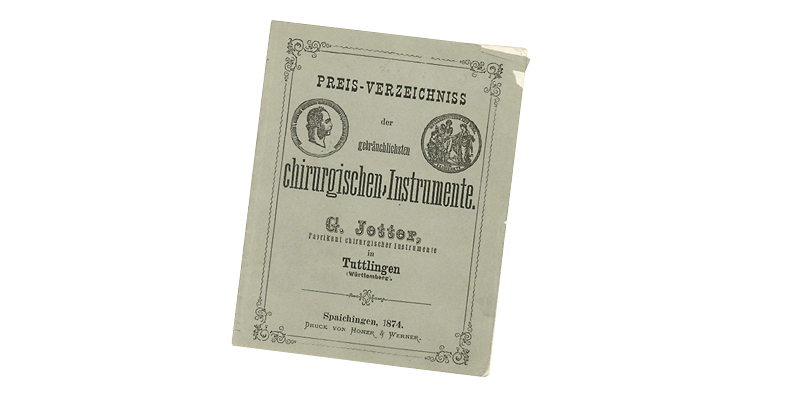 PREIS-VERZEICHNISS
der
gebräuchlichsten
chirurgischen Instrumente.
G. Jetter,
Fabrikant chirurgischer Instrumente
in
Tuttlingen
(Württemberg).
Spaichingen, 1874.
DRUCK VON HONER & WERNER.